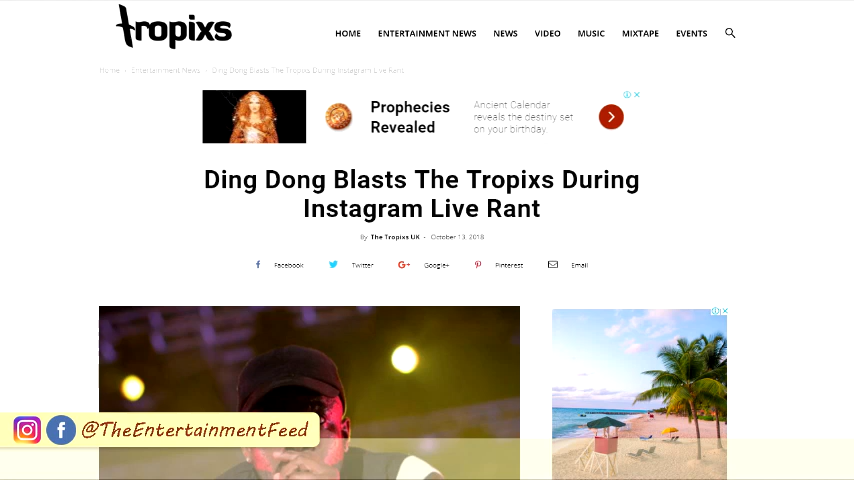 tropixs
HOME ENTERTAINMENT NEWS NEWS VIDEO MUSIC MIXTAPE EVENTS
Home › Entertainment News › Ding Dong Blasts The Tropixs During Instagram Live Rant
Prophecies
Revealed
Ancient Calendar
reveals the destiny set
on your birthday.
Ding Dong Blasts The Tropixs During
Instagram Live Rant
By The Tropixs UK - October 13, 2018
Facebook Twitter Google+ Pinterest Email
@TheEntertainmentFeed